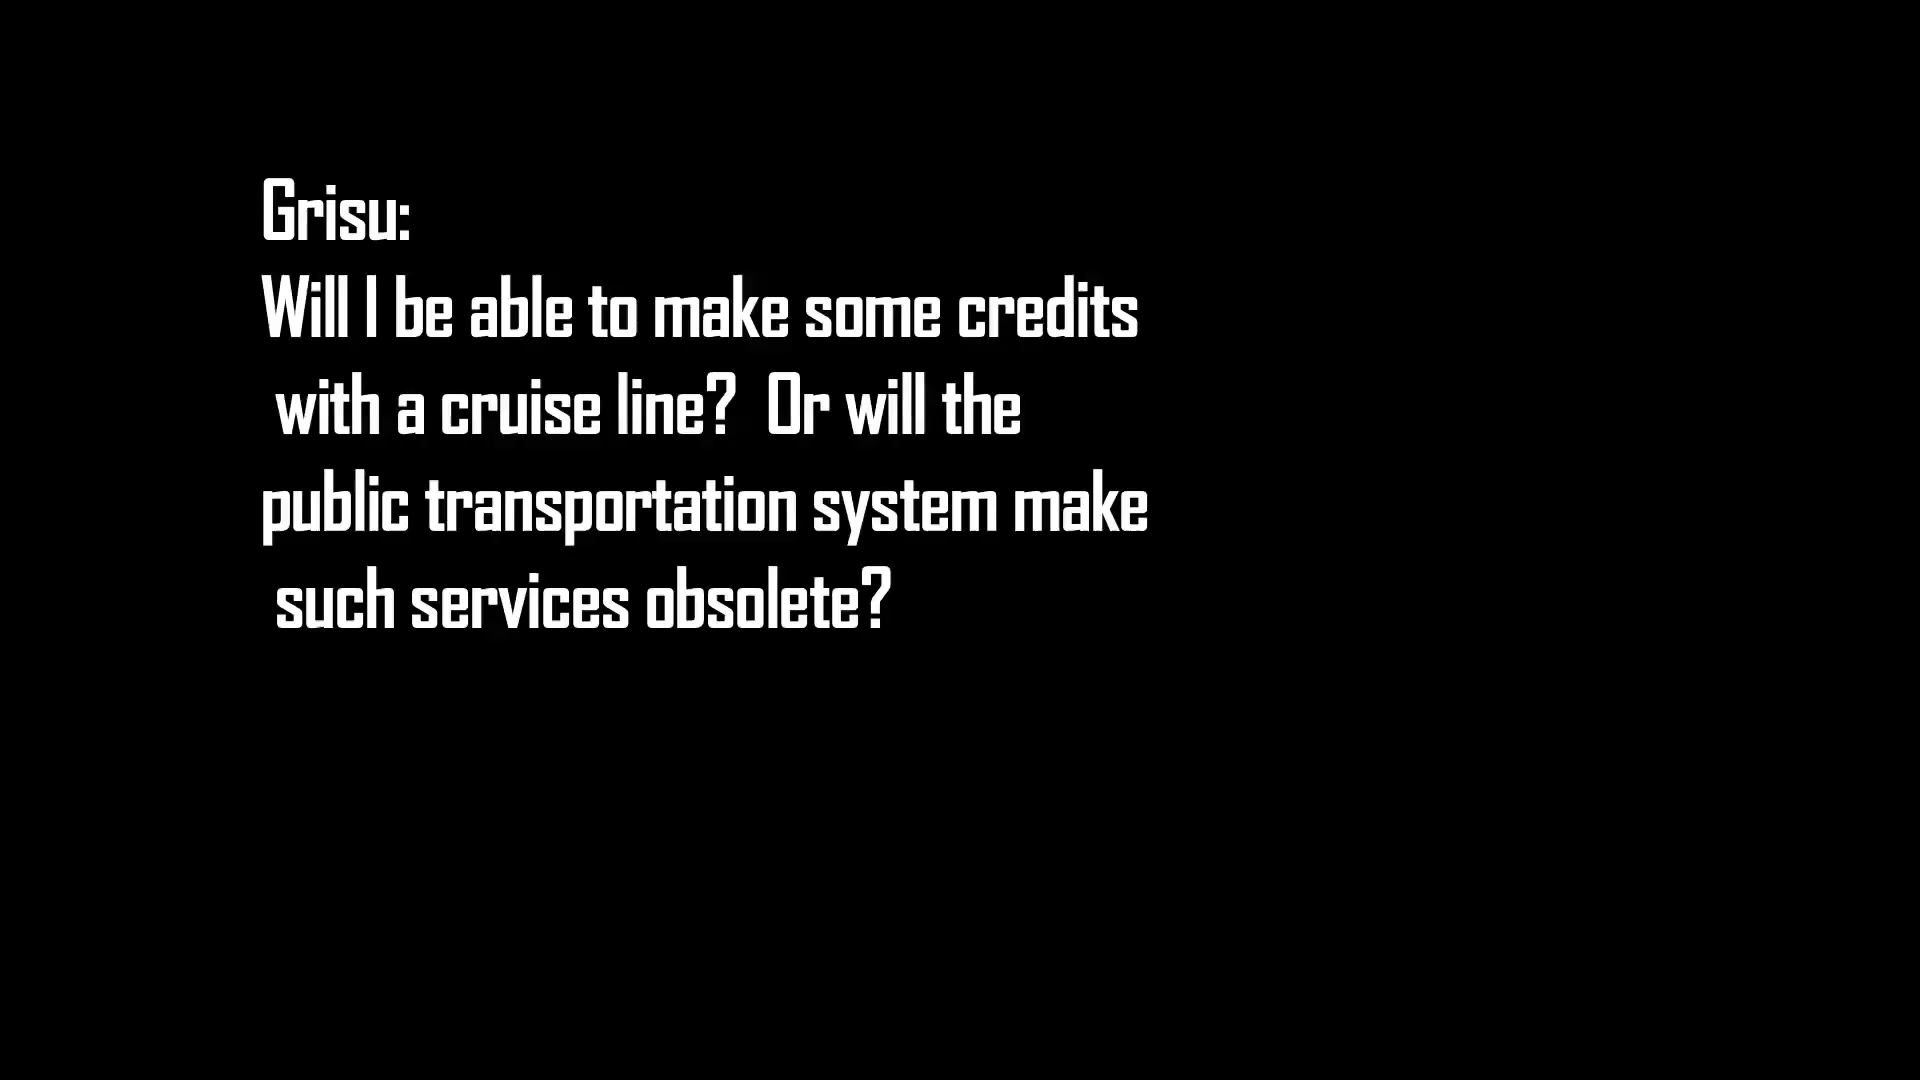 Grisu:
Will I be able to make some credits
with a cruise line?  Or will the
public transportation system make
such services obsolete?